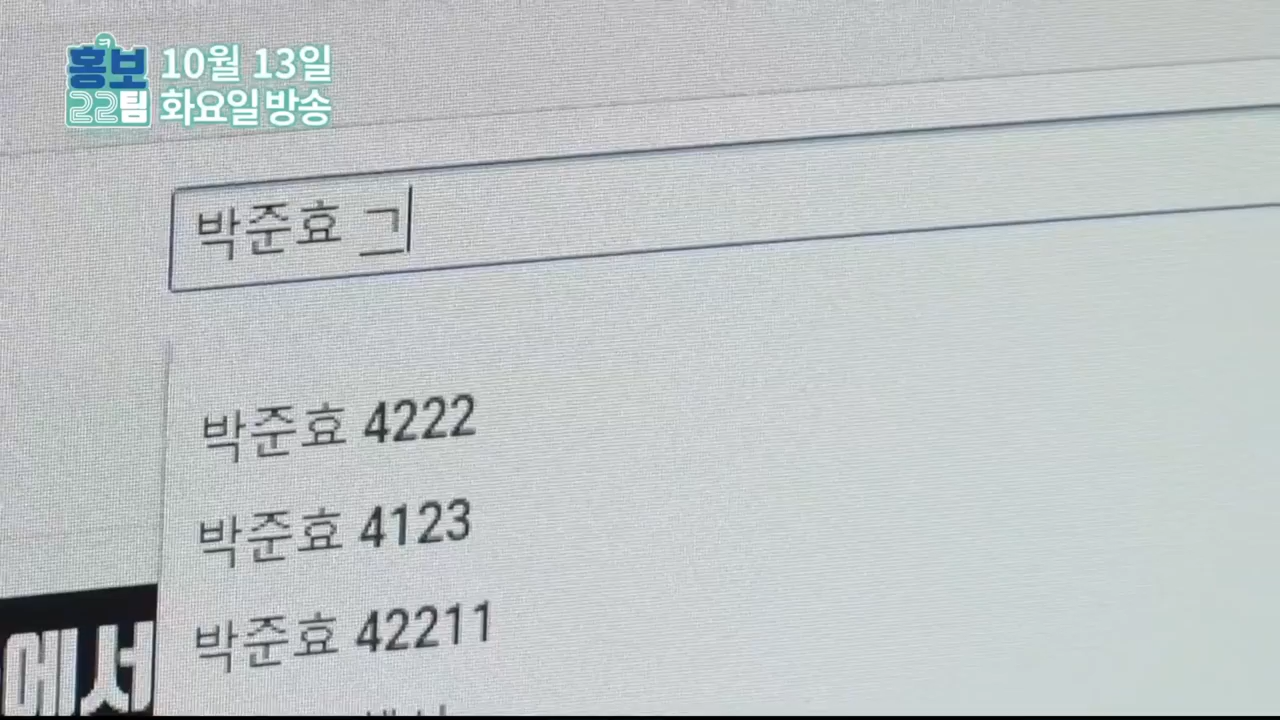 홍보 10월 13일
22팀 화요일 방송
박준효 ㄱ
박준효 4222
박준효 4123
박준효 42211
에서